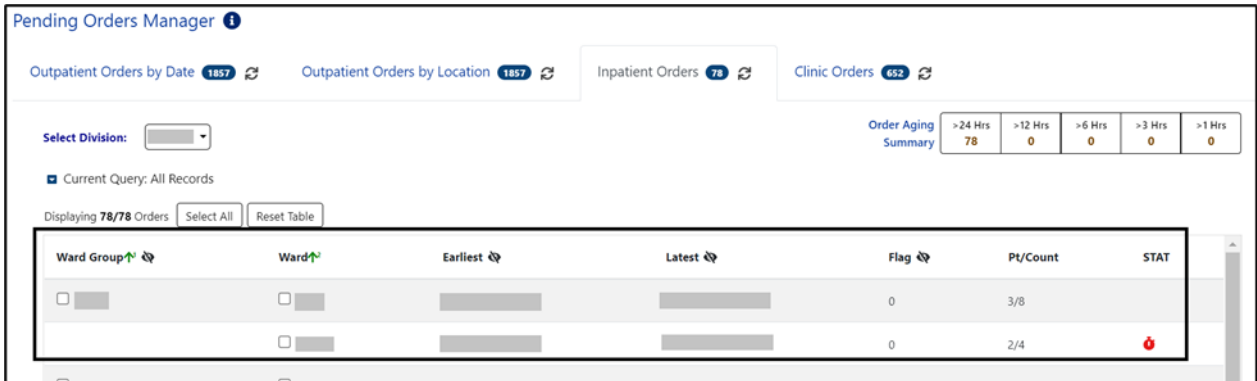 Pending Orders Manager
Outpatient Orders by Date 1857 Outpatient Orders by Location 1857 Inpatient Orders 78 Clinic Orders 652
Select Division:
Order Aging Summary
>24 Hrs >12 Hrs >6 Hrs >3 Hrs >1 Hrs
78 0 0 0 0
Current Query: All Records
Displaying 78/78 Orders Select All Reset Table
Ward Group Ward Earliest Latest Flag Pt/Count STAT
0 3/8
0 2/4